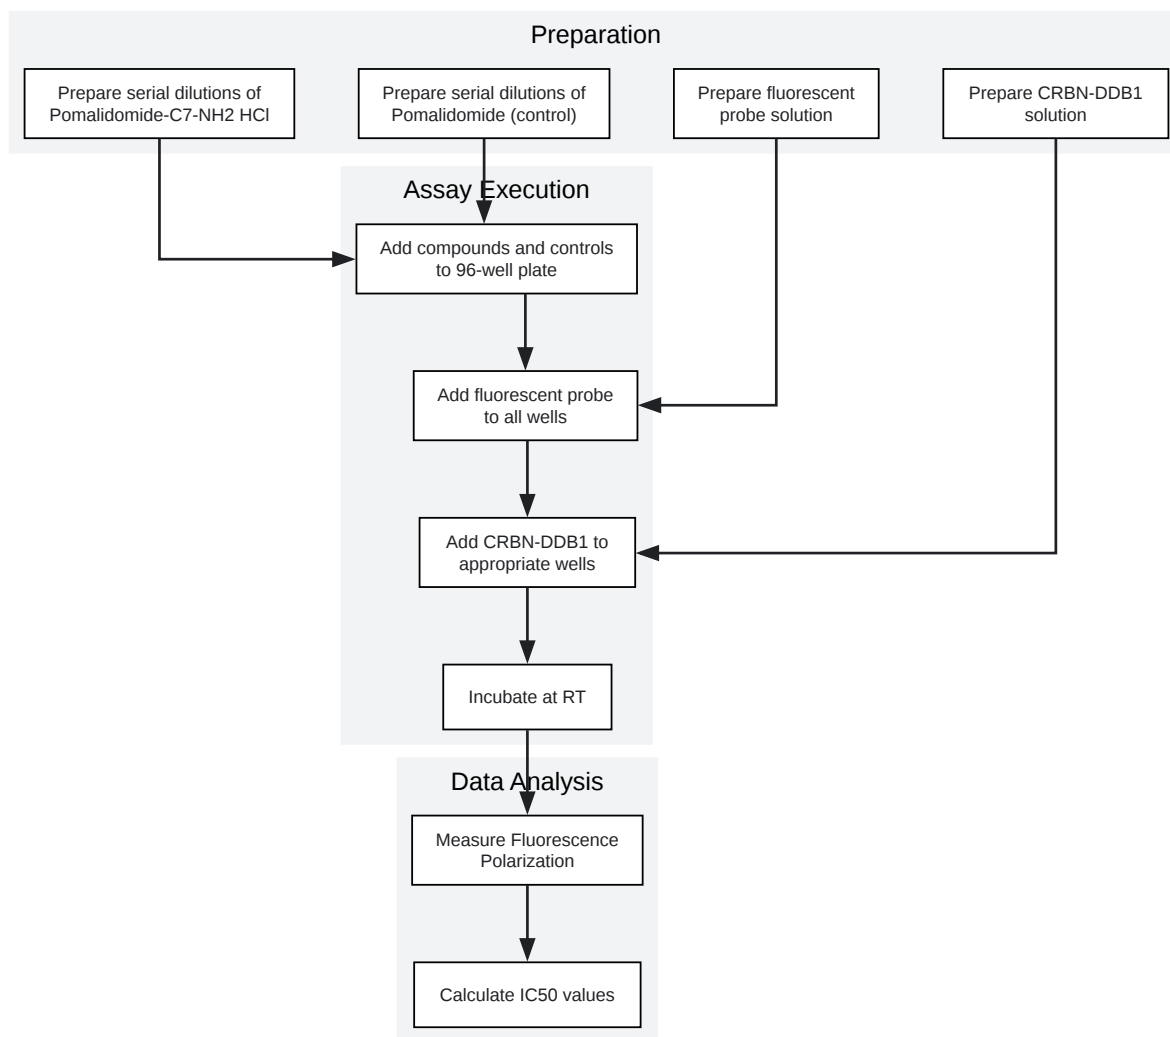 Preparation
Prepare serial dilutions of
Pomalidomide-C7-NH2 HCl
Prepare serial dilutions of
Pomalidomide (control)
Prepare fluorescent
probe solution
Prepare CRBN-DDB1
solution
Assay Execution
Add compounds and controls
to 96-well plate
Add fluorescent probe
to all wells
Add CRBN-DDB1 to
appropriate wells
Incubate at RT
Data Analysis
Measure Fluorescence
Polarization
Calculate IC50 values